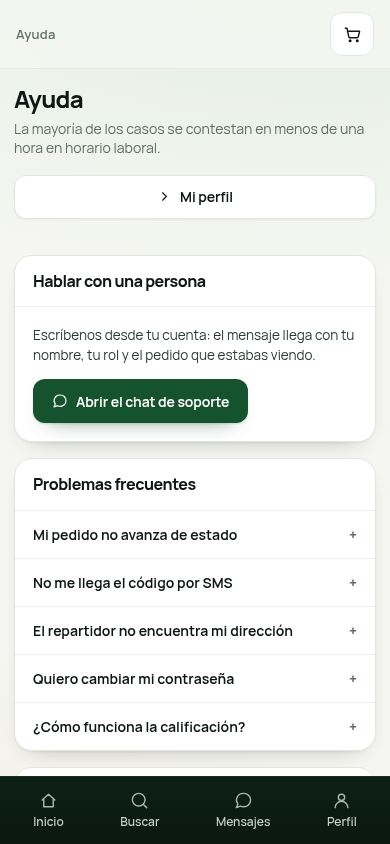 Ayuda
Ayuda
La mayoría de los casos se contestan en menos de una
hora en horario laboral.
Mi perfil
Hablar con una persona
Escríbenos desde tu cuenta: el mensaje llega con tu
nombre, tu rol y el pedido que estabas viendo.
Abrir el chat de soporte
Problemas frecuentes
Mi pedido no avanza de estado +
No me llega el código por SMS +
El repartidor no encuentra mi dirección +
Quiero cambiar mi contraseña +
¿Cómo funciona la calificación? +
Inicio Buscar Mensajes Perfil